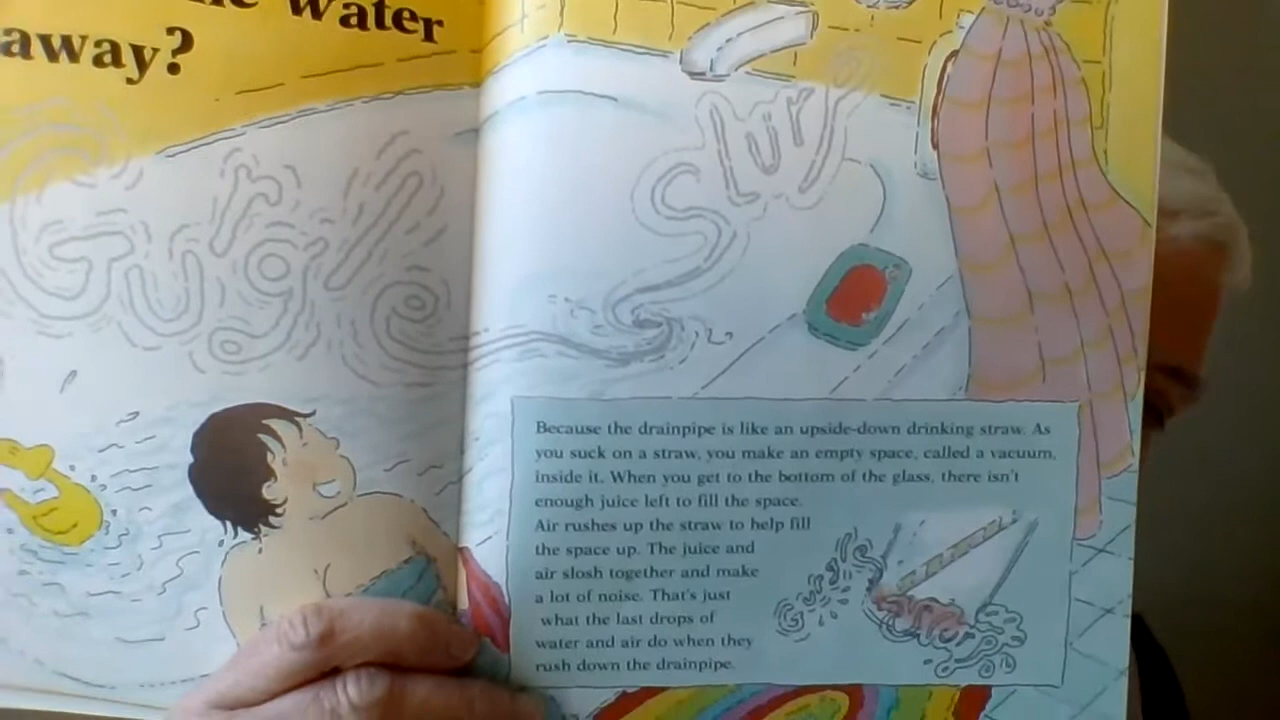 water
away?
Gurgle
Slurp
Because the drainpipe is like an upside-down drinking straw. As
you suck on a straw, you make an empty space, called a vacuum,
inside it. When you get to the bottom of the glass, there isn't
enough juice left to fill the space.
Air rushes up the straw to help fill
the space up. The juice and
air slosh together and make
a lot of noise. That's just
what the last drops of
water and air do when they
rush down the drainpipe.
Gurgle